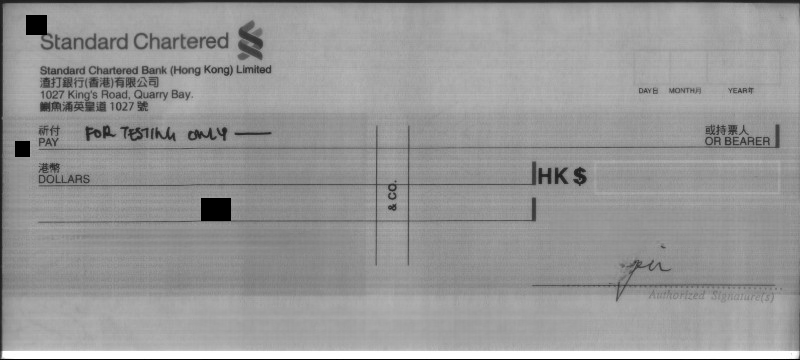 Standard Chartered
Standard Chartered Bank (Hong Kong) Limited
渣打銀行(香港)有限公司
1027 King's Road, Quarry Bay.
鰂魚涌英皇道 1027 號
DAY日 MONTH月 YEAR年
祈付
PAY FOR TESTING ONLY
或持票人
OR BEARER
港幣
DOLLARS
HK $
& CO.
Authorized Signature(s)